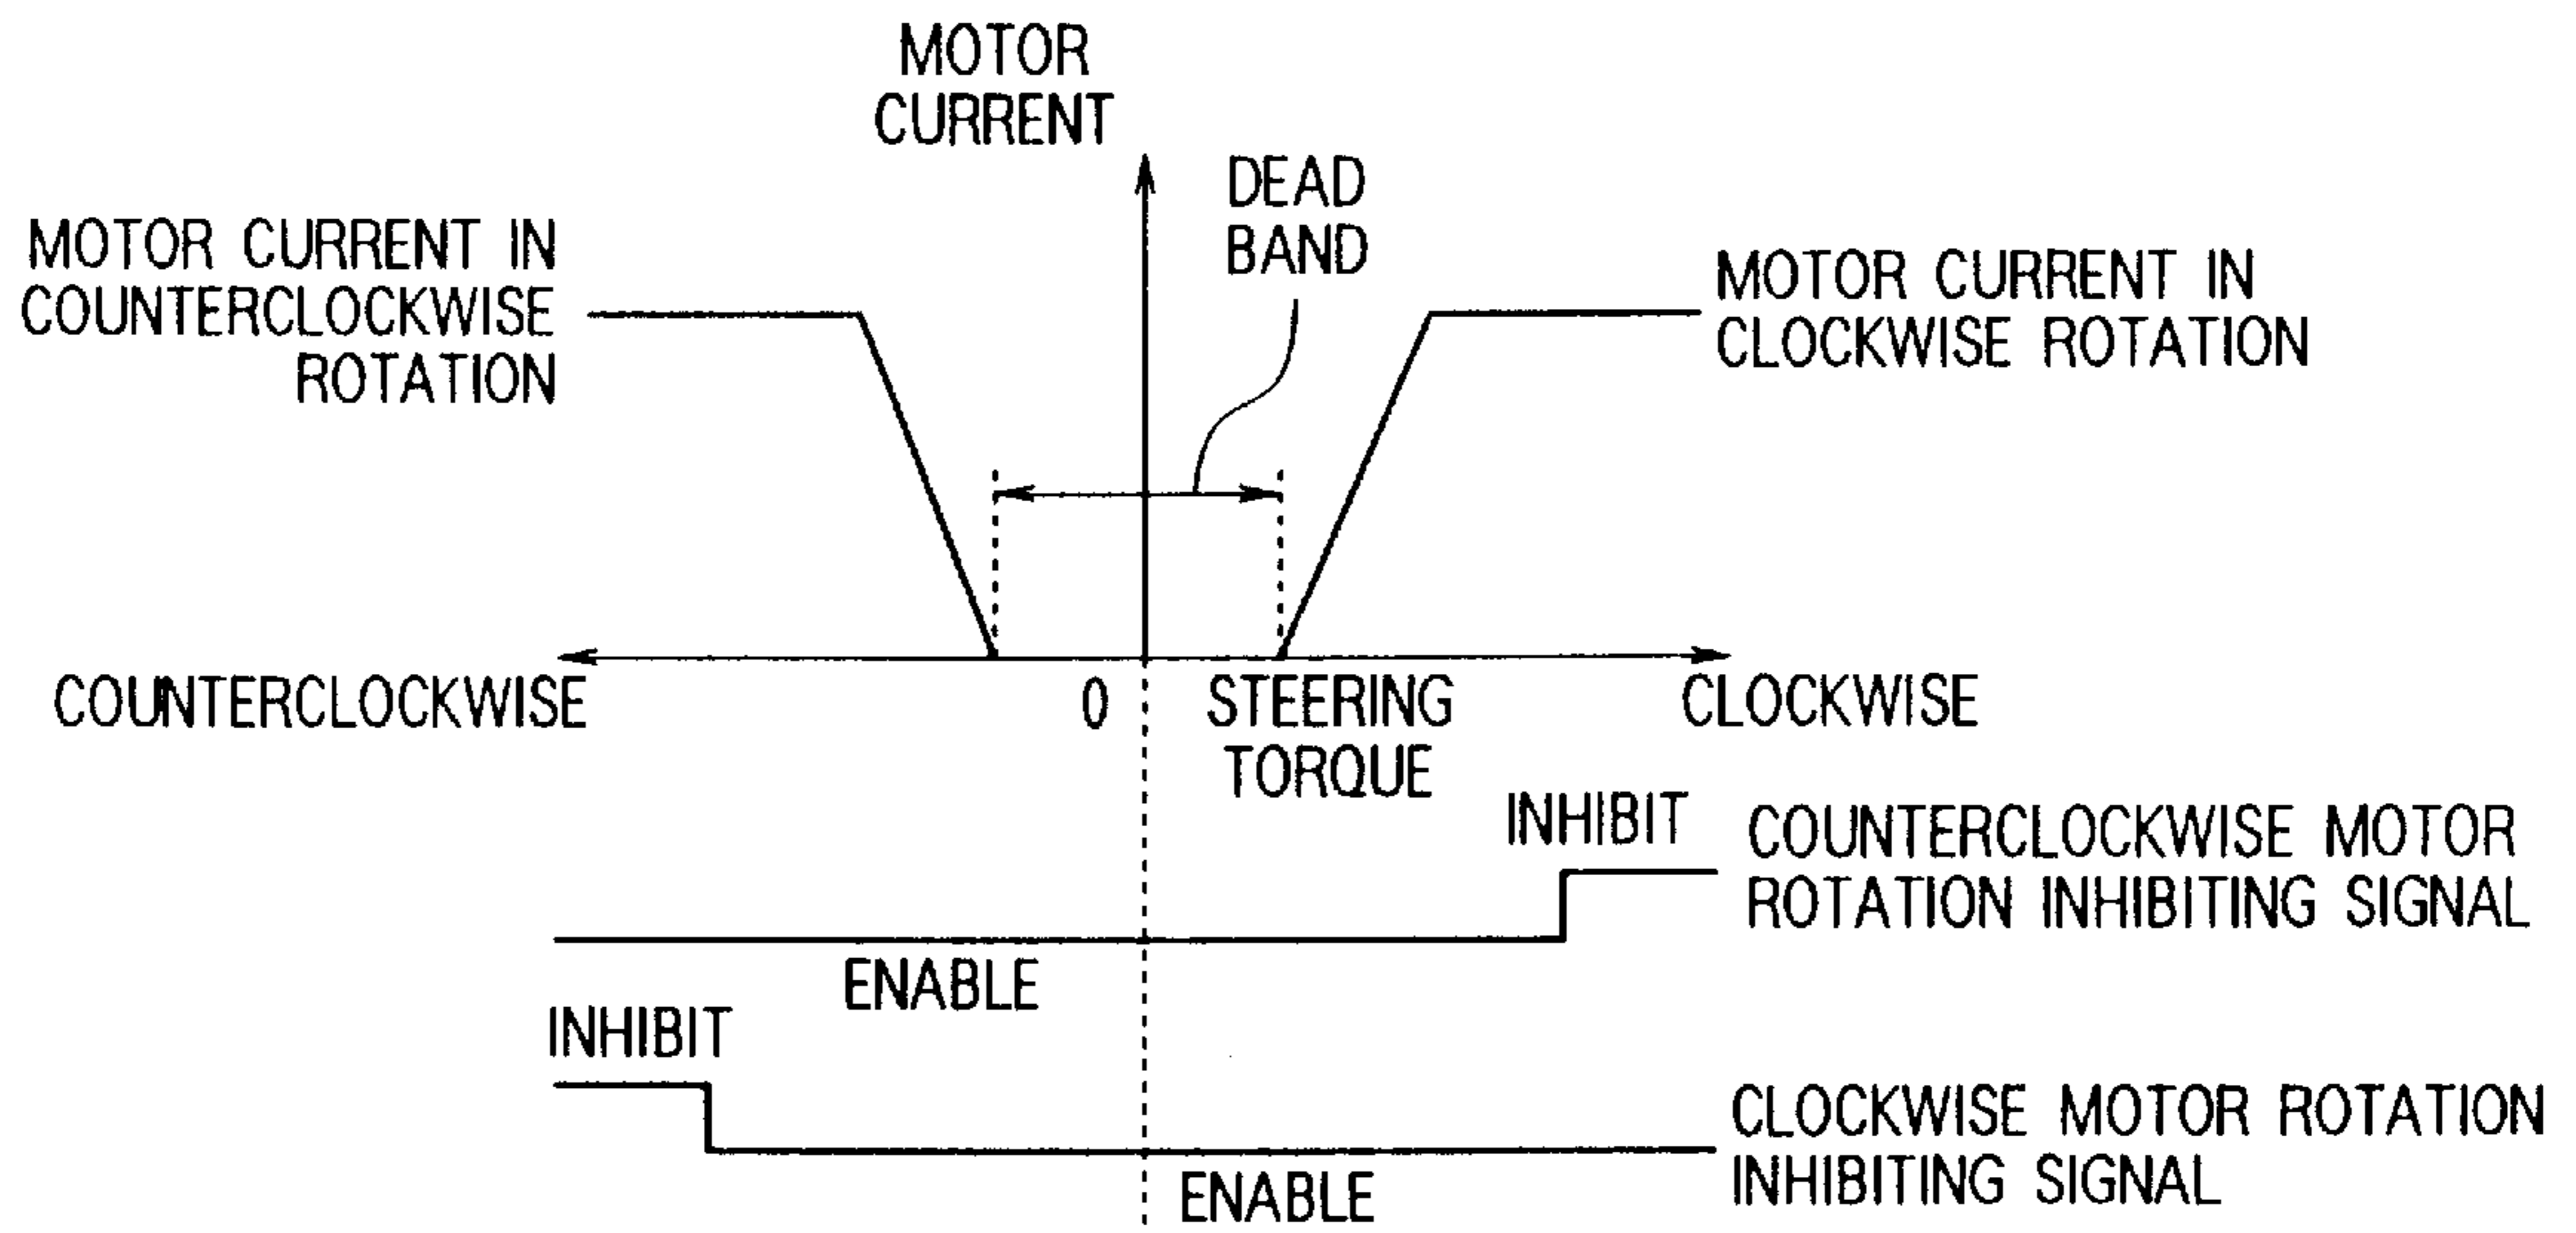 MOTOR
CURRENT
DEAD
BAND
MOTOR CURRENT IN
COUNTERCLOCKWISE
ROTATION
MOTOR CURRENT IN
CLOCKWISE ROTATION
COUNTERCLOCKWISE
0
STEERING
TORQUE
CLOCKWISE
INHIBIT
COUNTERCLOCKWISE MOTOR
ROTATION INHIBITING SIGNAL
ENABLE
INHIBIT
CLOCKWISE MOTOR ROTATION
INHIBITING SIGNAL
ENABLE